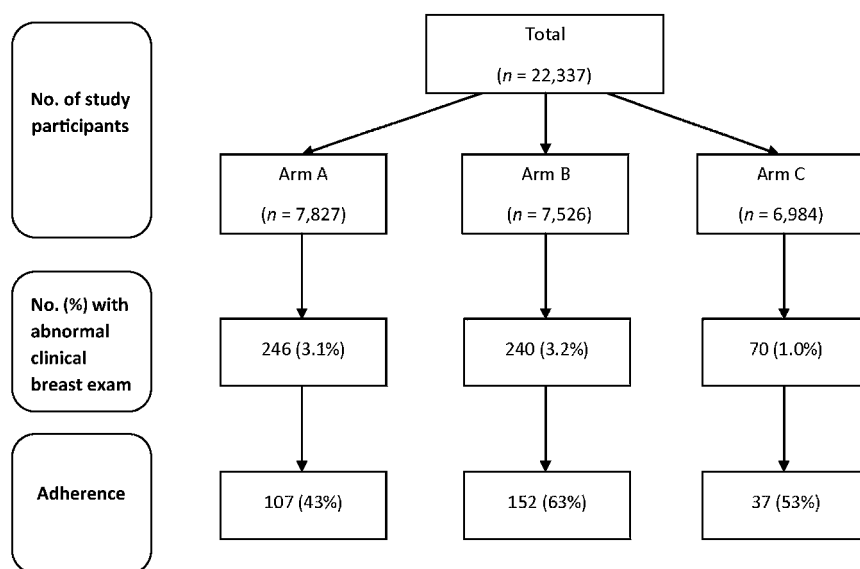 Total
(n = 22,337)
No. of study
participants
Arm A
(n = 7,827)
Arm B
(n = 7,526)
Arm C
(n = 6,984)
No. (%) with
abnormal
clinical
breast exam
246 (3.1%)
240 (3.2%)
70 (1.0%)
Adherence
107 (43%)
152 (63%)
37 (53%)